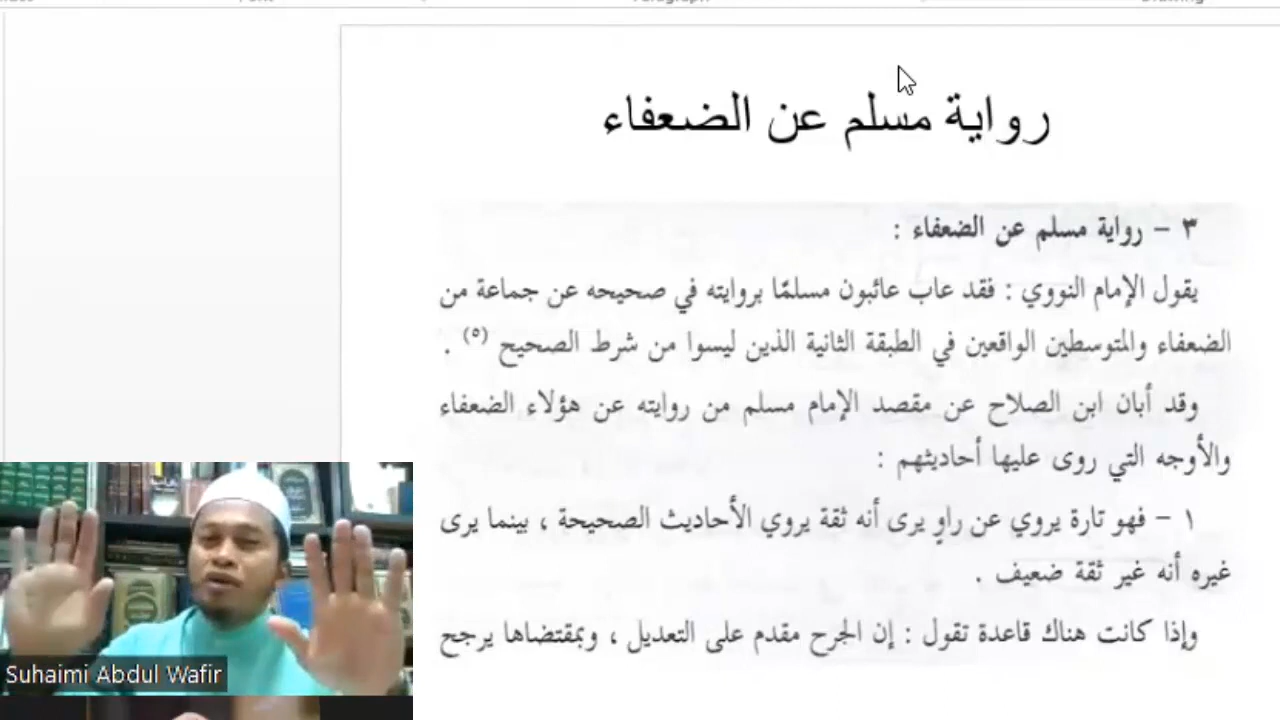 رواية مسلم عن الضعفاء
٣ - رواية مسلم عن الضعفاء :
يقول الإمام النووي : فقد عاب عائبون مسلمًا بروايته في صحيحه عن جماعة من
الضعفاء والمتوسطين الواقعين في الطبقة الثانية الذين ليسوا من شرط الصحيح (٥) .
وقد أبان ابن الصلاح عن مقصد الإمام مسلم من روايته عن هؤلاء الضعفاء
والأوجه التي روى عليها أحاديثهم :
١ - فهو تارة يروي عن راوٍ يرى أنه ثقة يروي الأحاديث الصحيحة ، بينما يرى
غيره أنه غير ثقة ضعيف .
وإذا كانت هناك قاعدة تقول : إن الجرح مقدم على التعديل ، وبمقتضاها يرجح
Suhaimi Abdul Wafir